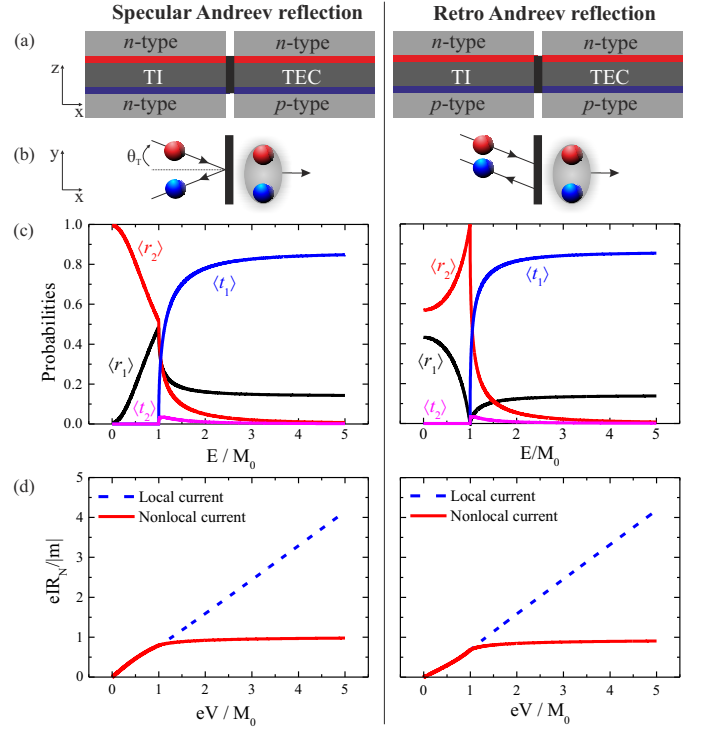 Specular Andreev reflection
Retro Andreev reflection
(a)
n-type n-type
TI TEC
n-type p-type
z
x
n-type n-type
TI TEC
p-type p-type
(b)
y
x
θ_T
(c)
Probabilities
1.0
0.8
0.6
0.4
0.2
0.0
⟨r₂⟩
⟨t₁⟩
⟨r₁⟩
⟨t₂⟩
0 1 2 3 4 5
E / M₀
⟨r₂⟩
⟨t₁⟩
⟨r₁⟩
⟨t₂⟩
0 1 2 3 4 5
E/M₀
(d)
eIR_N/|m|
5
4
3
2
1
0
Local current
Nonlocal current
0 1 2 3 4 5
eV / M₀
Local current
Nonlocal current
0 1 2 3 4 5
eV / M₀